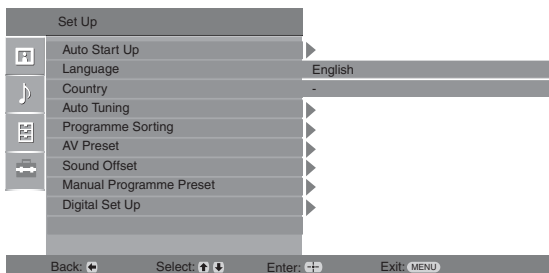 Set Up
Auto Start Up
Language English
Country -
Auto Tuning
Programme Sorting
AV Preset
Sound Offset
Manual Programme Preset
Digital Set Up
Back: Select: Enter: Exit: MENU